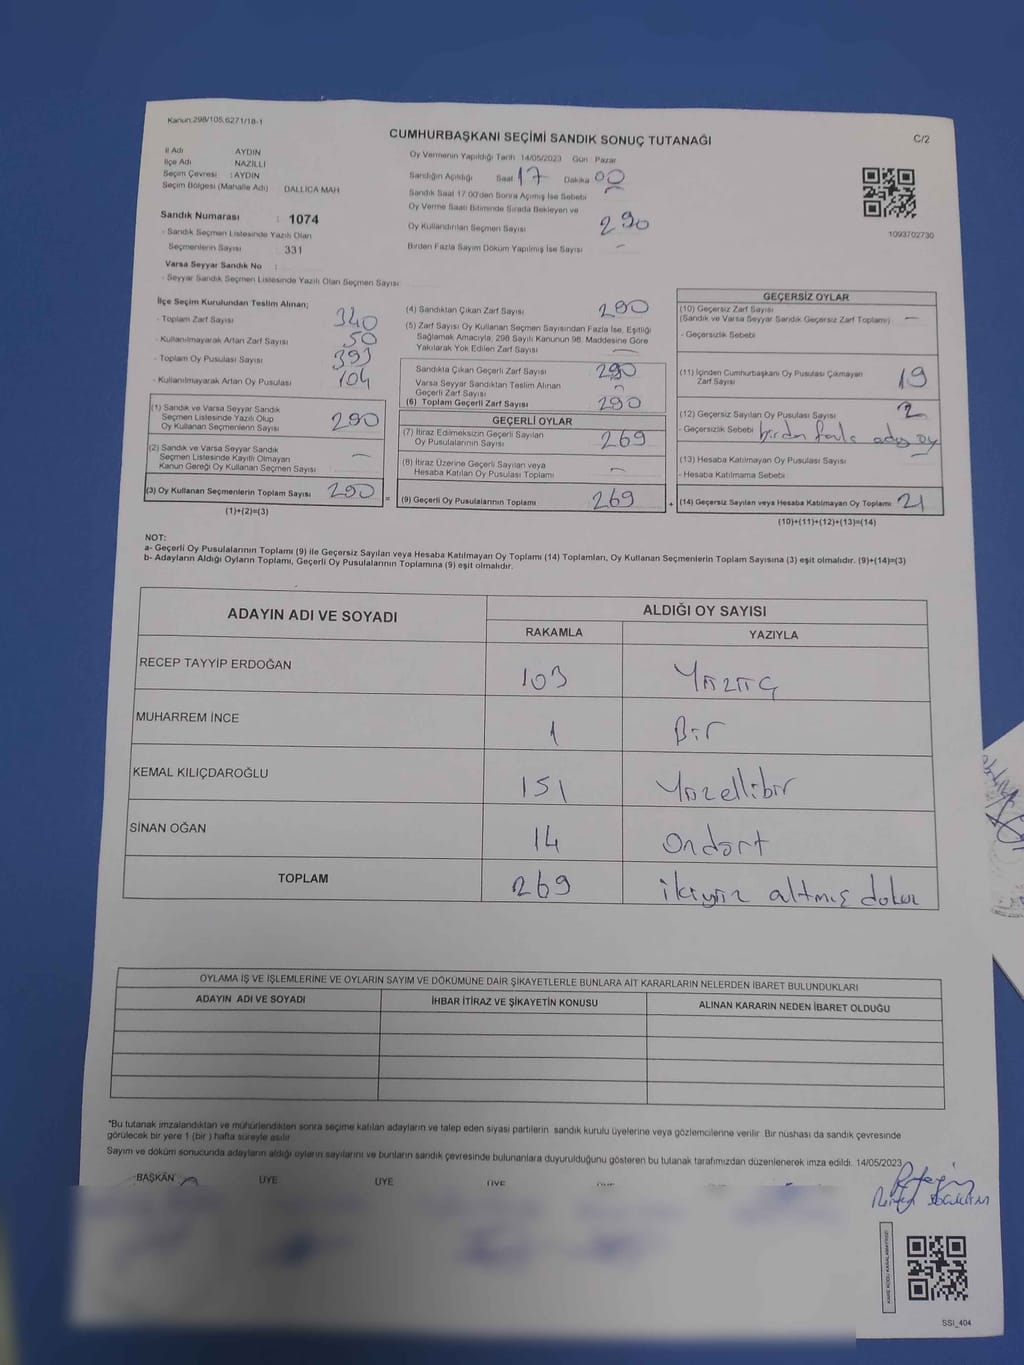 Kanun:298/105,6271/18-1
CUMHURBAŞKANI SEÇİMİ SANDIK SONUÇ TUTANAĞI
C/2
İl Adı AYDIN
İlçe Adı NAZİLLİ
Seçim Çevresi : AYDIN
Seçim Bölgesi (Mahalle Adı) DALLICA MAH
Oy Vermenin Yapıldığı Tarih 14/05/2023 Gün Pazar
Sandığın Açıldığı Saat 17 Dakika 00
Sandık Saat 17:00'den Sonra Açımış İse Sebebi
Oy Verme Saati Bitiminde Sırada Bekleyen ve
Oy Kullandırılan Seçmen Sayısı 290
Birden Fazla Sayım Döküm Yapılmış İse Sayısı -
1093702730
Sandık Numarası : 1074
- Sandık Seçmen Listesinde Yazılı Olan
Seçmenlerin Sayısı 331
Varsa Seyyar Sandık No :
- Seyyar Sandık Seçmen Listesinde Yazılı Olan Seçmen Sayısı:
İlçe Seçim Kurulundan Teslim Alınan;
- Toplam Zarf Sayısı 340
- Kullanılmayarak Artan Zarf Sayısı 50
- Toplam Oy Pusulası Sayısı 393
- Kullanılmayarak Artan Oy Pusulası 104
(1) Sandık ve Varsa Seyyar Sandık
Seçmen Listesinde Yazılı Olup
Oy Kullanan Seçmenlerin Sayısı 290
(2) Sandık ve Varsa Seyyar Sandık
Seçmen Listesinde Kayıtlı Olmayan
Kanun Gereği Oy Kullanan Seçmen Sayısı -
(3) Oy Kullanan Seçmenlerin Toplam Sayısı 290 =
(1)+(2)=(3)
(4) Sandıktan Çıkan Zarf Sayısı 290
(5) Zarf Sayısı Oy Kullanan Seçmen Sayısından Fazla İse, Eşitliği
Sağlamak Amacıyla, 298 Sayılı Kanunun 98. Maddesine Göre
Yakılarak Yok Edilen Zarf Sayısı -
Sandıkta Çıkan Geçerli Zarf Sayısı 290
Varsa Seyyar Sandıktan Teslim Alınan
Geçerli Zarf Sayısı -
(6) Toplam Geçerli Zarf Sayısı 290
GEÇERLİ OYLAR
(7) İtiraz Edilmeksizin Geçerli Sayılan
Oy Pusulalarının Sayısı 269
(8) İtiraz Üzerine Geçerli Sayılan veya
Hesaba Katılan Oy Pusulası Toplamı -
(9) Geçerli Oy Pusulalarının Toplamı 269 +
GEÇERSİZ OYLAR
(10) Geçersiz Zarf Sayısı
(Sandık ve Varsa Seyyar Sandık Geçersiz Zarf Toplamı) -
- Geçersizlik Sebebi
(11) İçinden Cumhurbaşkanı Oy Pusulası Çıkmayan
Zarf Sayısı 19
(12) Geçersiz Sayılan Oy Pusulası Sayısı 2
- Geçersizlik Sebebi birden fazla aday oy
(13) Hesaba Katılmayan Oy Pusulası Sayısı
- Hesaba Katılmama Sebebi
(14) Geçersiz Sayılan veya Hesaba Katılmayan Oy Toplamı 21
(10)+(11)+(12)+(13)=(14)
NOT:
a- Geçerli Oy Pusulalarının Toplamı (9) ile Geçersiz Sayılan veya Hesaba Katılmayan Oy Toplamı (14) Toplamları, Oy Kullanan Seçmenlerin Toplam Sayısına (3) eşit olmalıdır. (9)+(14)=(3)
b- Adayların Aldığı Oyların Toplamı, Geçerli Oy Pusulalarının Toplamına (9) eşit olmalıdır.
ADAYIN ADI VE SOYADI
ALDIĞI OY SAYISI
RAKAMLA YAZIYLA
RECEP TAYYİP ERDOĞAN 103 Yüzüç
MUHARREM İNCE 1 Bir
KEMAL KILIÇDAROĞLU 151 Yüzellibir
SİNAN OĞAN 14 Ondört
TOPLAM 269 ikiyüz altmış dokuz
OYLAMA İŞ VE İŞLEMLERİNE VE OYLARIN SAYIM VE DÖKÜMÜNE DAİR ŞİKAYETLERLE BUNLARA AİT KARARLARIN NELERDEN İBARET BULUNDUKLARI
ADAYIN ADI VE SOYADI İHBAR İTİRAZ VE ŞİKAYETİN KONUSU ALINAN KARARIN NEDEN İBARET OLDUĞU
*Bu tutanak imzalandıktan ve mühürlendikten sonra seçime katılan adayların ve talep eden siyasi partilerin sandık kurulu üyelerine veya gözlemcilerine verilir. Bir nüshası da sandık çevresinde
görülecek bir yere 1 (bir ) hafta süreyle asılır.
Sayım ve döküm sonucunda adayların aldığı oyların sayılarını ve bunların sandık çevresinde bulunanlara duyurulduğunu gösteren bu tutanak tarafımızdan düzenlenerek imza edildi. 14/05/2023
BAŞKAN ÜYE ÜYE ÜYE
SSI_404